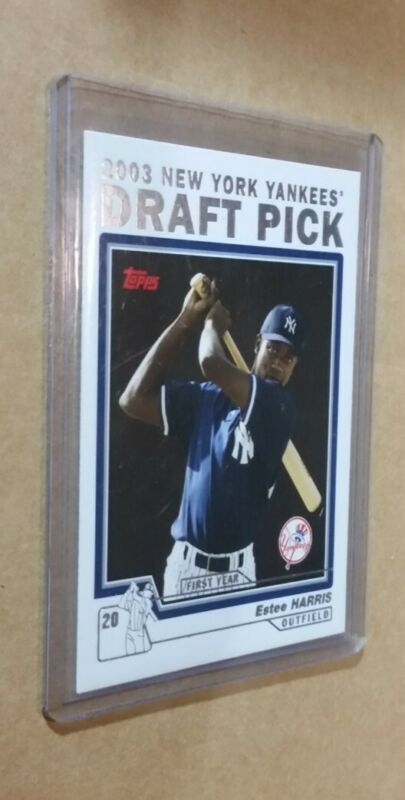 2003 NEW YORK YANKEES'
DRAFT PICK
topps
NY
NY
Yankees
FIRST YEAR
20
Estee HARRIS
OUTFIELD